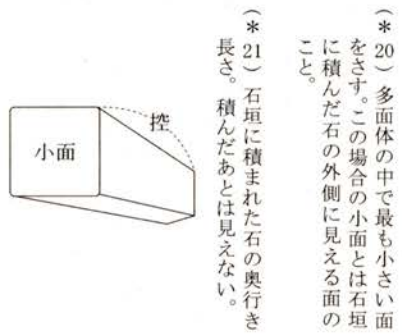 (＊20) 多面体の中で最も小さい面
をさす。この場合の小面とは石垣
に積んだ石の外側に見える面の
こと。
(＊21) 石垣に積まれた石の奥行き
長さ。積んだあとは見えない。
控
小面